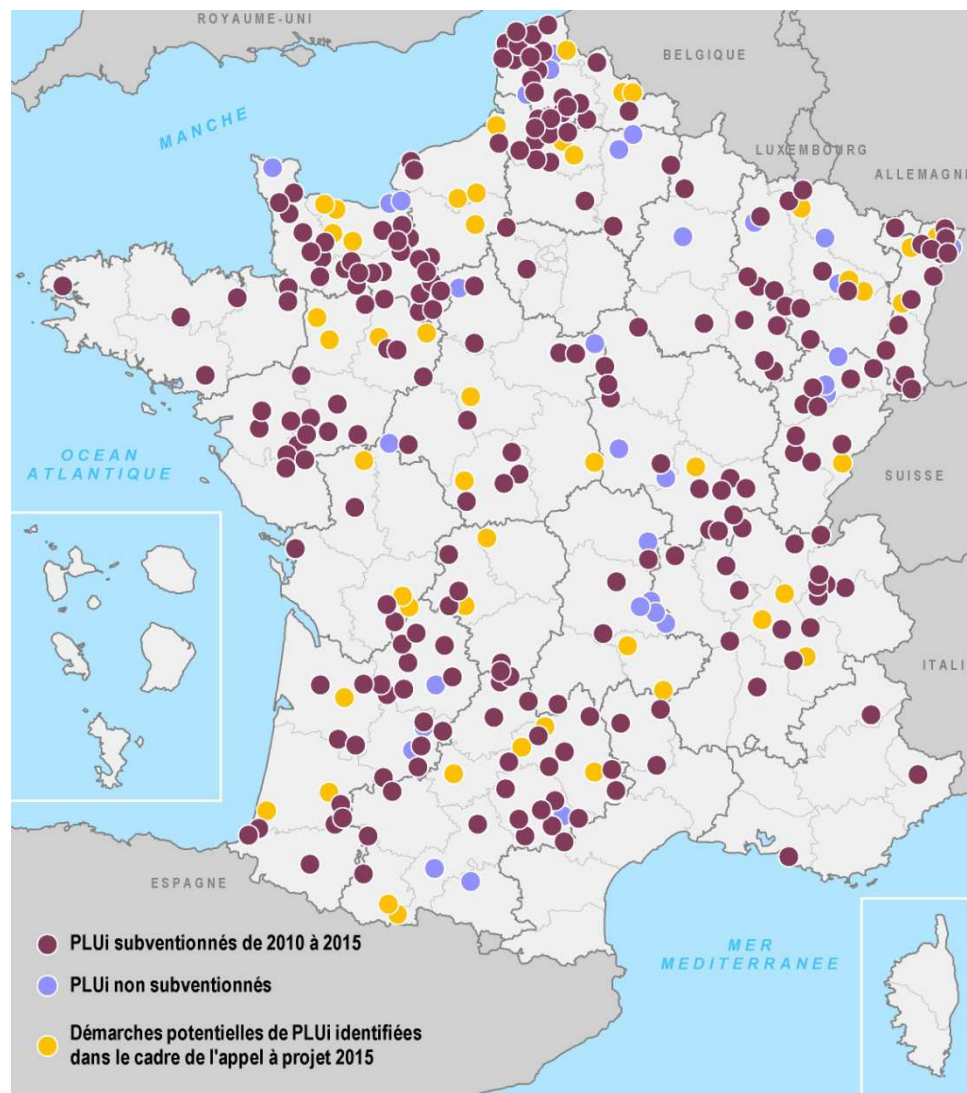 ROYAUME-UNI
BELGIQUE
MANCHE
LUXEMBOURG
ALLEMAGNE
OCEAN
ATLANTIQUE
SUISSE
ITALI
ESPAGNE
MER
MEDITERRANEE
PLUi subventionnés de 2010 à 2015
PLUi non subventionnés
Démarches potentielles de PLUi identifiées
dans le cadre de l'appel à projet 2015